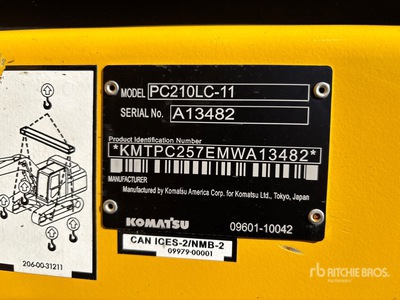 MODEL PC210LC-11
SERIAL No. A13482
Product Identification Number
*KMTPC257EMWA13482*
MANUFACTURER
Manufactured by Komatsu America Corp. for Komatsu Ltd., Tokyo, Japan
KOMATSU 09601-10042
CAN ICES-2/NMB-2
09979-00001
206-00-31211
rb RITCHIE BROS.